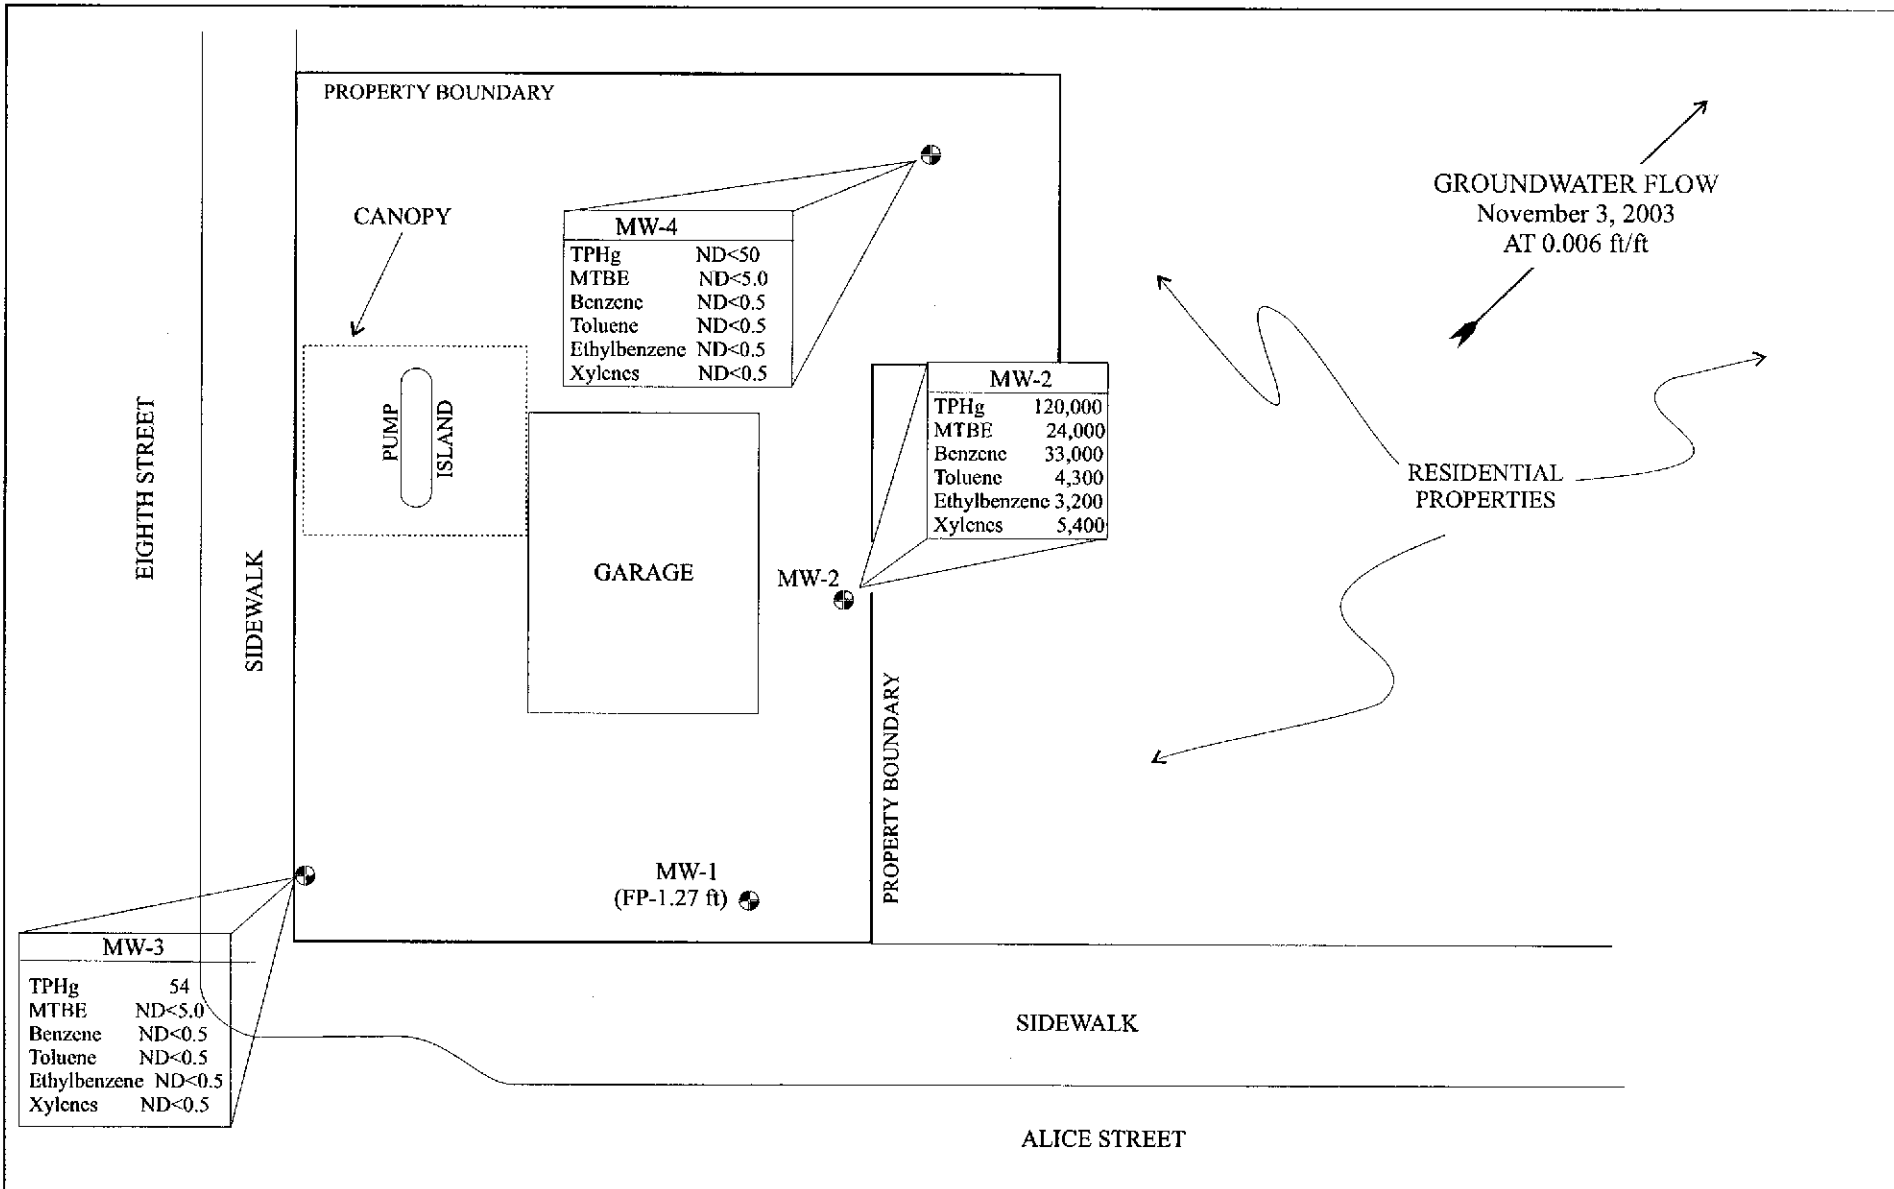 PROPERTY BOUNDARY
CANOPY
MW-4
TPHg ND<50
MTBE ND<5.0
Benzene ND<0.5
Toluene ND<0.5
Ethylbenzene ND<0.5
Xylenes ND<0.5
GROUNDWATER FLOW
November 3, 2003
AT 0.006 ft/ft
MW-2
TPHg 120,000
MTBE 24,000
Benzene 33,000
Toluene 4,300
Ethylbenzene 3,200
Xylenes 5,400
PUMP
ISLAND
EIGHTH STREET
SIDEWALK
GARAGE
MW-2
RESIDENTIAL
PROPERTIES
PROPERTY BOUNDARY
MW-1
(FP-1.27 ft)
MW-3
TPHg 54
MTBE ND<5.0
Benzene ND<0.5
Toluene ND<0.5
Ethylbenzene ND<0.5
Xylenes ND<0.5
SIDEWALK
ALICE STREET